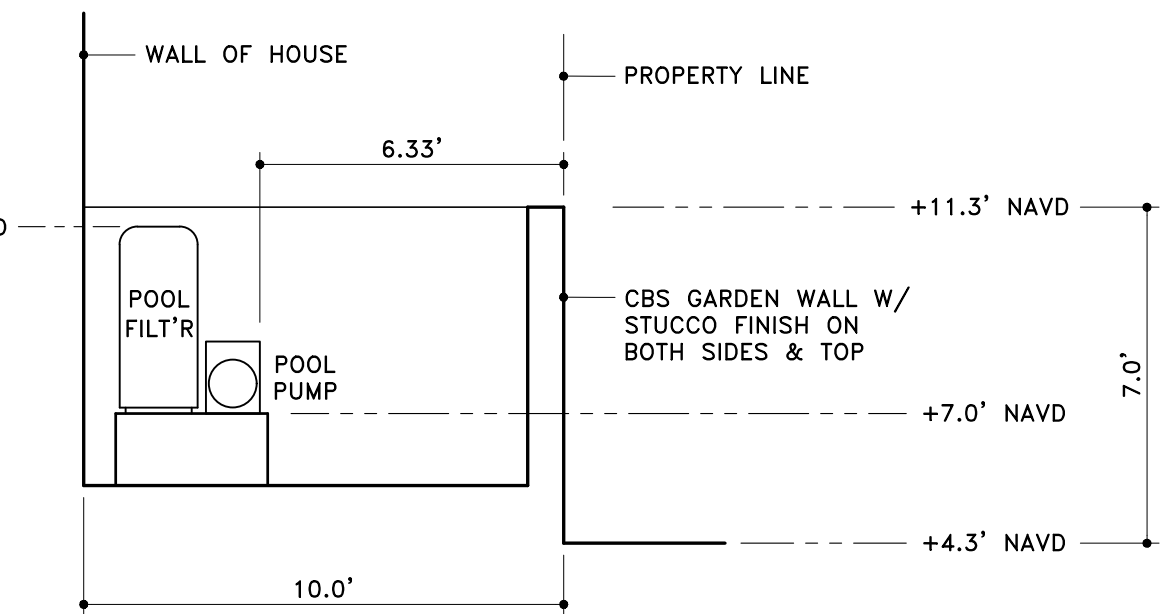 WALL OF HOUSE
PROPERTY LINE
6.33'
+11.3' NAVD
POOL
FILT'R
CBS GARDEN WALL W/
STUCCO FINISH ON
BOTH SIDES & TOP
POOL
PUMP
7.0'
+7.0' NAVD
+4.3' NAVD
10.0'